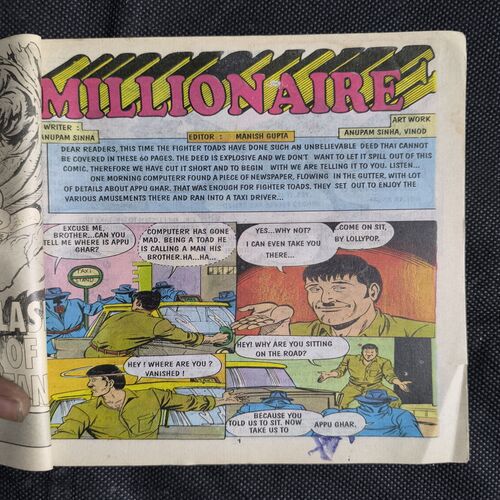 MILLIONAIRE
WRITER :
ANUPAM SINHA
EDITOR : MANISH GUPTA
ART WORK
ANUPAM SINHA, VINOD
DEAR READERS, THIS TIME THE FIGHTER TOADS HAVE DONE SUCH AN UNBELIEVABLE DEED THAT CANNOT
BE COVERED IN THESE 60 PAGES. THE DEED IS EXPLOSIVE AND WE DON'T WANT TO LET IT SPILL OUT OF THIS
COMIC. THEREFORE WE HAVE CUT IT SHORT AND TO BEGIN WITH WE ARE TELLING IT TO YOU. LISTEN...
ONE MORNING COMPUTERR FOUND A PIECE OF NEWSPAPER, FLOWING IN THE GUTTER, WITH LOT
OF DETAILS ABOUT APPU GHAR. THAT WAS ENOUGH FOR FIGHTER TOADS, THEY SET OUT TO ENJOY THE
VARIOUS AMUSEMENTS THERE AND RAN INTO A TAXI DRIVER...
EXCUSE ME,
BROTHER...CAN YOU
TELL ME WHERE IS APPU
GHAR?
COMPUTERR HAS GONE
MAD. BEING A TOAD HE
IS CALLING A MAN HIS
BROTHER.HA...HA...
TAXI
STAND
YES...WHY NOT?
I CAN EVEN TAKE YOU
THERE...
..COME ON SIT,
BY LOLLYPOP.
HEY! WHERE ARE YOU ?
VANISHED !
HEY! WHY ARE YOU SITTING
ON THE ROAD?
BECAUSE YOU
TOLD US TO SIT. NOW
TAKE US TO
APPU GHAR.
LAS
OF
AN